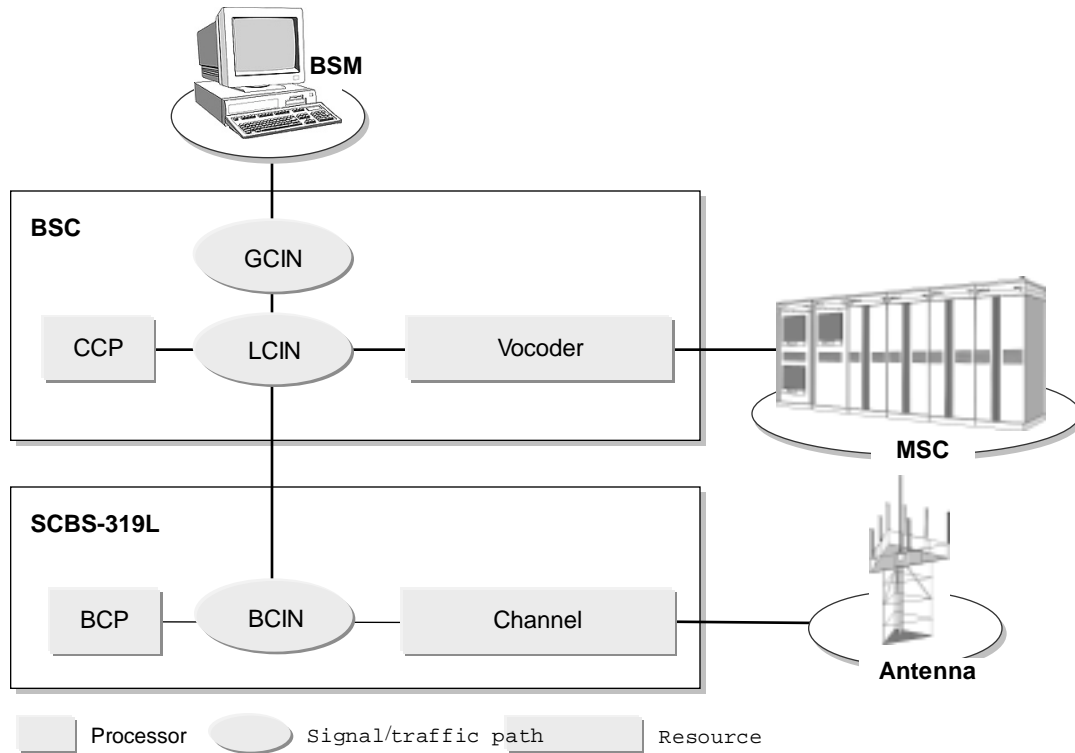 BSM
BSC
GCIN
CCP
LCIN
Vocoder
MSC
SCBS-319L
BCP
BCIN
Channel
Antenna
Processor
Signal/traffic path
Resource